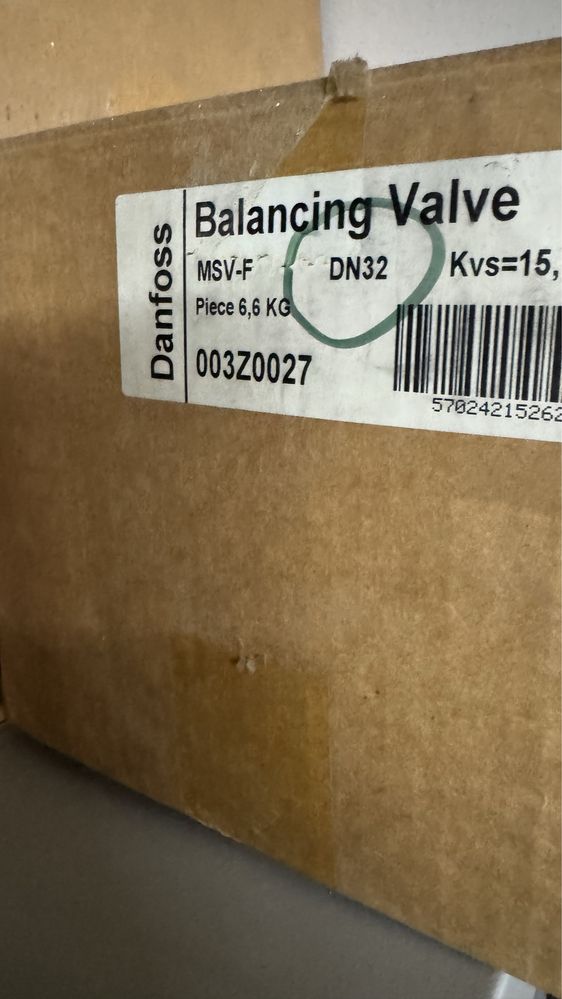 Danfoss
Balancing Valve
MSV-F DN32 Kvs=15,
Piece 6,6 KG
003Z0027
57024215262